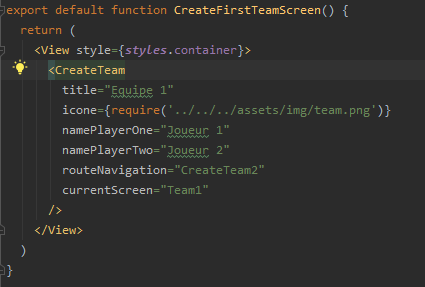 export default function CreateFirstTeamScreen() {
return (
<View style={styles.container}>
<CreateTeam
title="Equipe 1"
icone={require('../../../assets/img/team.png')}
namePlayerOne="Joueur 1"
namePlayerTwo="Joueur 2"
routeNavigation="CreateTeam2"
currentScreen="Team1"
/>
</View>
)
}